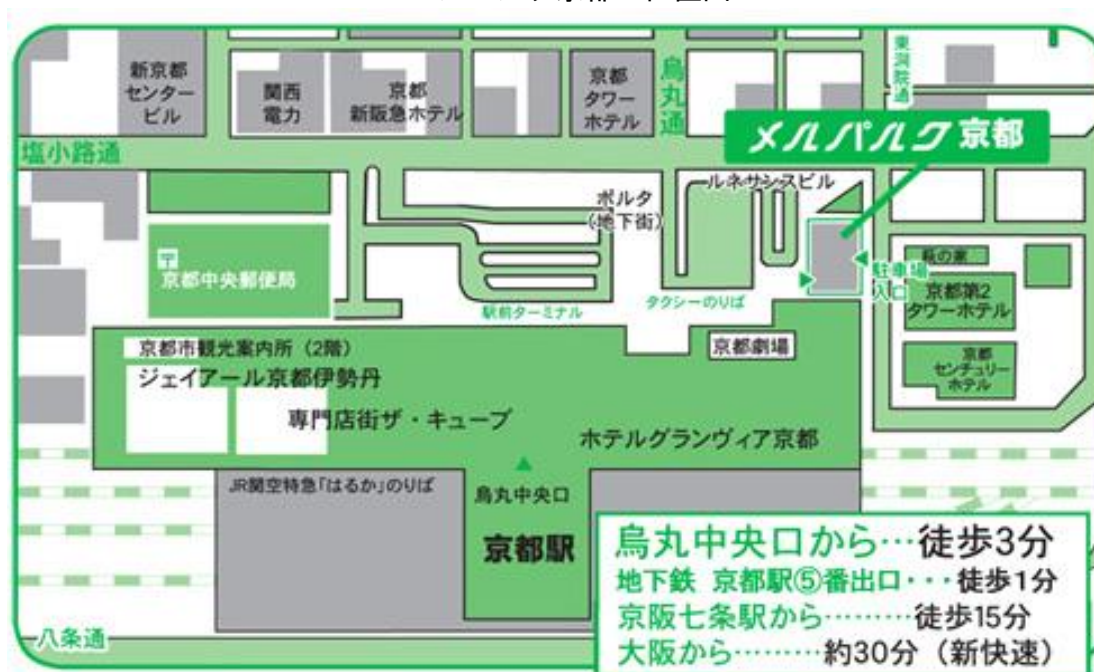 新京都
センター
ビル
関西
電力
京都
新阪急ホテル
京都
タワー
ホテル
烏丸通
東洞院通
メルパルク京都
塩小路通
ポルタ
(地下街)
ルネサンスビル
〒
京都中央郵便局
駅前ターミナル
タクシーのりば
駐車場
入口
萩の家
京都第2
タワーホテル
京都
センチュリー
ホテル
京都劇場
京都市観光案内所(2階)
ジェイアール京都伊勢丹
専門店街ザ・キューブ
ホテルグランヴィア京都
JR関空特急「はるか」のりば
烏丸中央口
京都駅
八条通
烏丸中央口から…徒歩3分
地下鉄 京都駅⑤番出口・・・徒歩1分
京阪七条駅から………徒歩15分
大阪から………約30分(新快速)